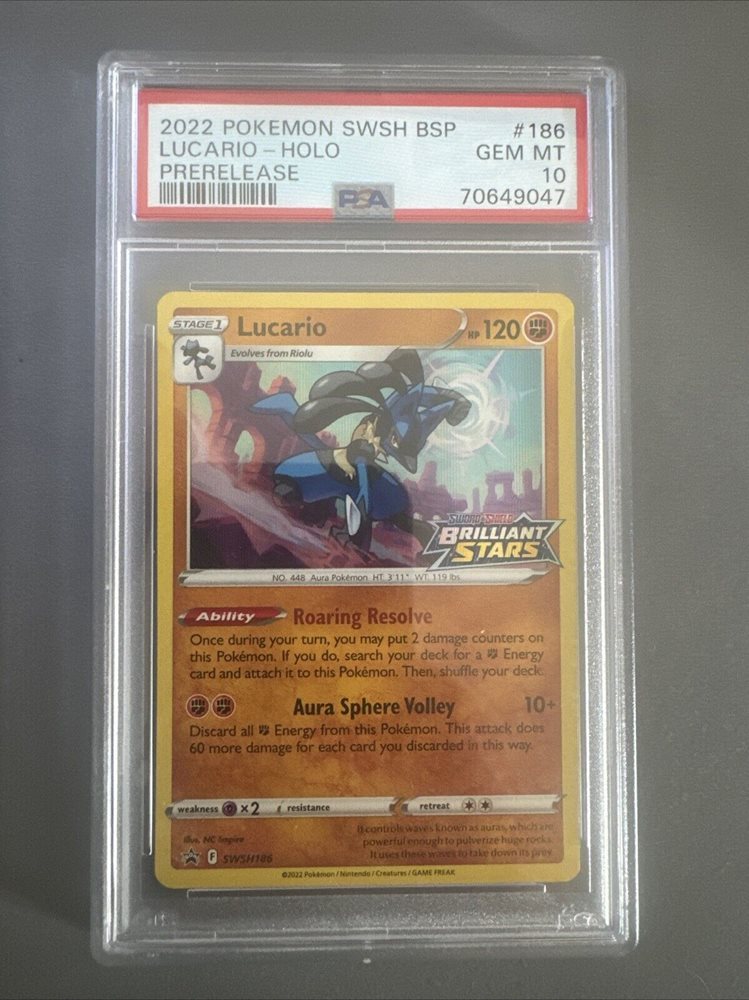 2022 POKEMON SWSH BSP #186
LUCARIO - HOLO GEM MT
PRERELEASE 10
PSA 70649047
STAGE 1 Lucario HP 120
Evolves from Riolu
SWORD & SHIELD
BRILLIANT
STARS
NO. 448 Aura Pokémon HT: 3'11" WT: 119 lbs.
Ability Roaring Resolve
Once during your turn, you may put 2 damage counters on
this Pokémon. If you do, search your deck for a Energy
card and attach it to this Pokémon. Then, shuffle your deck.
Aura Sphere Volley 10+
Discard all Energy from this Pokémon. This attack does
60 more damage for each card you discarded in this way.
weakness ×2 resistance retreat
Illus. NC Empire
It controls waves known as auras, which are
powerful enough to pulverize huge rocks.
It uses these waves to take down its prey.
F SWSH186
©2022 Pokémon / Nintendo / Creatures / GAME FREAK